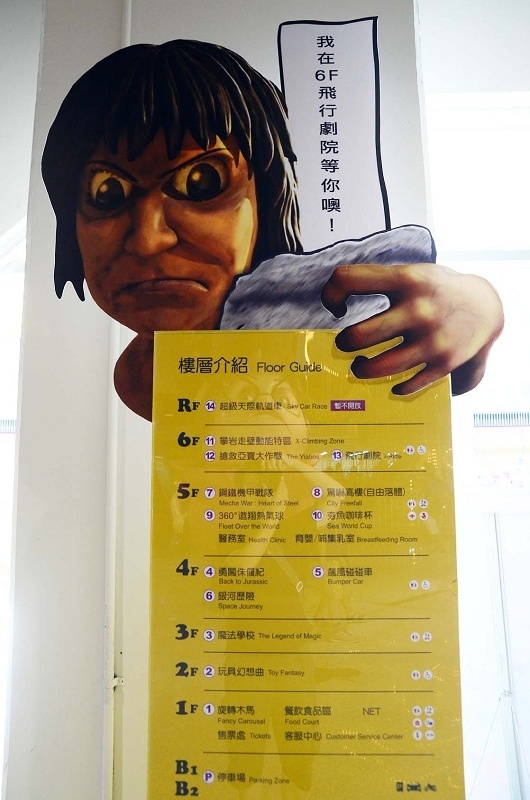 我在6F飛行劇院等你噢！
樓層介紹 Floor Guide
RF 14 超級天際軌道車 Sky Car Race 暫不開放
6F 11 攀岩走壁動能特區 X-Climbing Zone
12 搶救亞寶大作戰 The Yiabos 13 飛行劇院 i-Ride
5F 7 鋼鐵機甲戰隊 8 驚嚇高樓(自由落體)
Mecha War : Heart of Steel City Freefall
9 360°遨翔熱氣球 10 夯魚咖啡杯
Float Over the World Sea World Cup
醫務室 Health Clinic 育嬰/哺集乳室 Breastfeeding Room
4F 4 勇闖侏儸紀 5 飆風碰碰車
Back to Jurassic Bumper Car
6 銀河歷險
Space Journey
3F 3 魔法學校 The Legend of Magic
2F 2 玩具幻想曲 Toy Fantasy
1F 1 旋轉木馬 餐飲食品區 NET
Fancy Carousel Food Court
售票處 Tickets 客服中心 Customer Service Center
B1 P 停車場 Parking Zone
B2